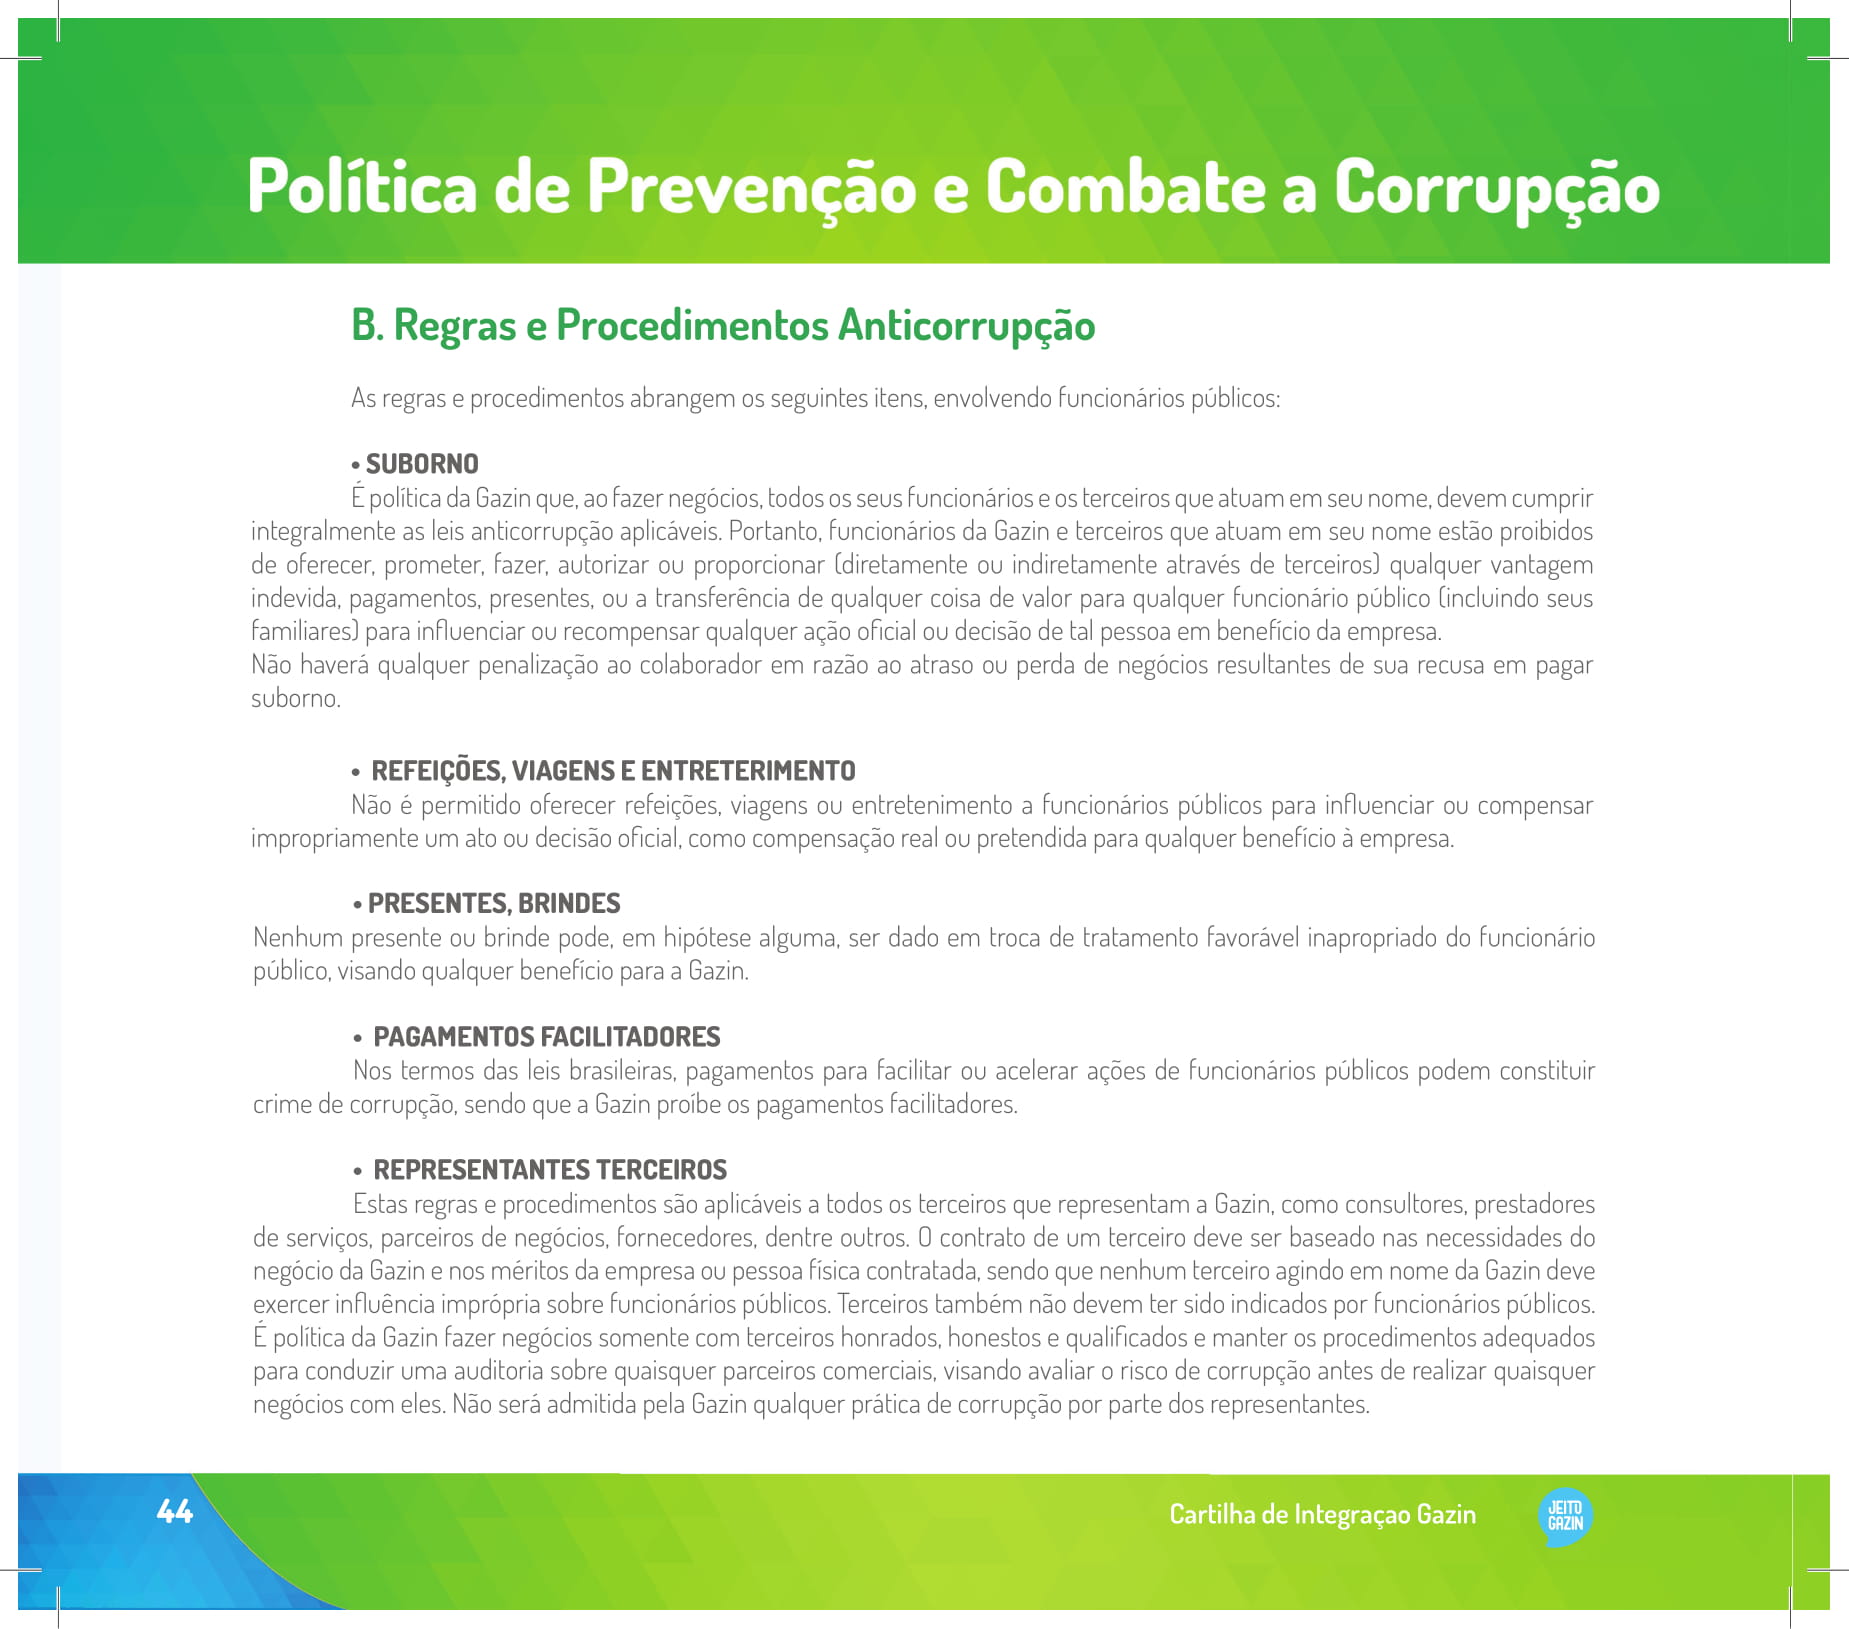 Política de Prevenção e Combate a Corrupção
B. Regras e Procedimentos Anticorrupção
As regras e procedimentos abrangem os seguintes itens, envolvendo funcionários públicos:
• SUBORNO
É política da Gazin que, ao fazer negócios, todos os seus funcionários e os terceiros que atuam em seu nome, devem cumprir
integralmente as leis anticorrupção aplicáveis. Portanto, funcionários da Gazin e terceiros que atuam em seu nome estão proibidos
de oferecer, prometer, fazer, autorizar ou proporcionar (diretamente ou indiretamente através de terceiros) qualquer vantagem
indevida, pagamentos, presentes, ou a transferência de qualquer coisa de valor para qualquer funcionário público (incluindo seus
familiares) para influenciar ou recompensar qualquer ação oficial ou decisão de tal pessoa em benefício da empresa.
Não haverá qualquer penalização ao colaborador em razão ao atraso ou perda de negócios resultantes de sua recusa em pagar
suborno.
• REFEIÇÕES, VIAGENS E ENTRETERIMENTO
Não é permitido oferecer refeições, viagens ou entretenimento a funcionários públicos para influenciar ou compensar
impropriamente um ato ou decisão oficial, como compensação real ou pretendida para qualquer benefício à empresa.
• PRESENTES, BRINDES
Nenhum presente ou brinde pode, em hipótese alguma, ser dado em troca de tratamento favorável inapropriado do funcionário
público, visando qualquer benefício para a Gazin.
• PAGAMENTOS FACILITADORES
Nos termos das leis brasileiras, pagamentos para facilitar ou acelerar ações de funcionários públicos podem constituir
crime de corrupção, sendo que a Gazin proíbe os pagamentos facilitadores.
• REPRESENTANTES TERCEIROS
Estas regras e procedimentos são aplicáveis a todos os terceiros que representam a Gazin, como consultores, prestadores
de serviços, parceiros de negócios, fornecedores, dentre outros. O contrato de um terceiro deve ser baseado nas necessidades do
negócio da Gazin e nos méritos da empresa ou pessoa física contratada, sendo que nenhum terceiro agindo em nome da Gazin deve
exercer influência imprópria sobre funcionários públicos. Terceiros também não devem ter sido indicados por funcionários públicos.
É política da Gazin fazer negócios somente com terceiros honrados, honestos e qualificados e manter os procedimentos adequados
para conduzir uma auditoria sobre quaisquer parceiros comerciais, visando avaliar o risco de corrupção antes de realizar quaisquer
negócios com eles. Não será admitida pela Gazin qualquer prática de corrupção por parte dos representantes.
44
Cartilha de Integraçao Gazin
JEITO
GAZIN